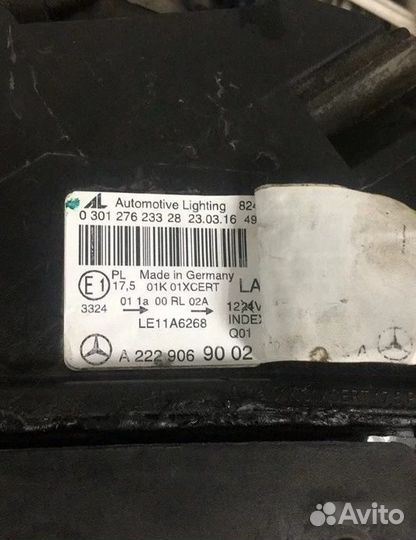 AL Automotive Lighting 824
0 301 276 233 28 23.03.16 49
E1 PL Made in Germany
17,5 01K 01XCERT LA
01 1a 00 RL 02A 12
3324 INDEX
LE11A6268 Q01
A 222 906 90 02
Avito